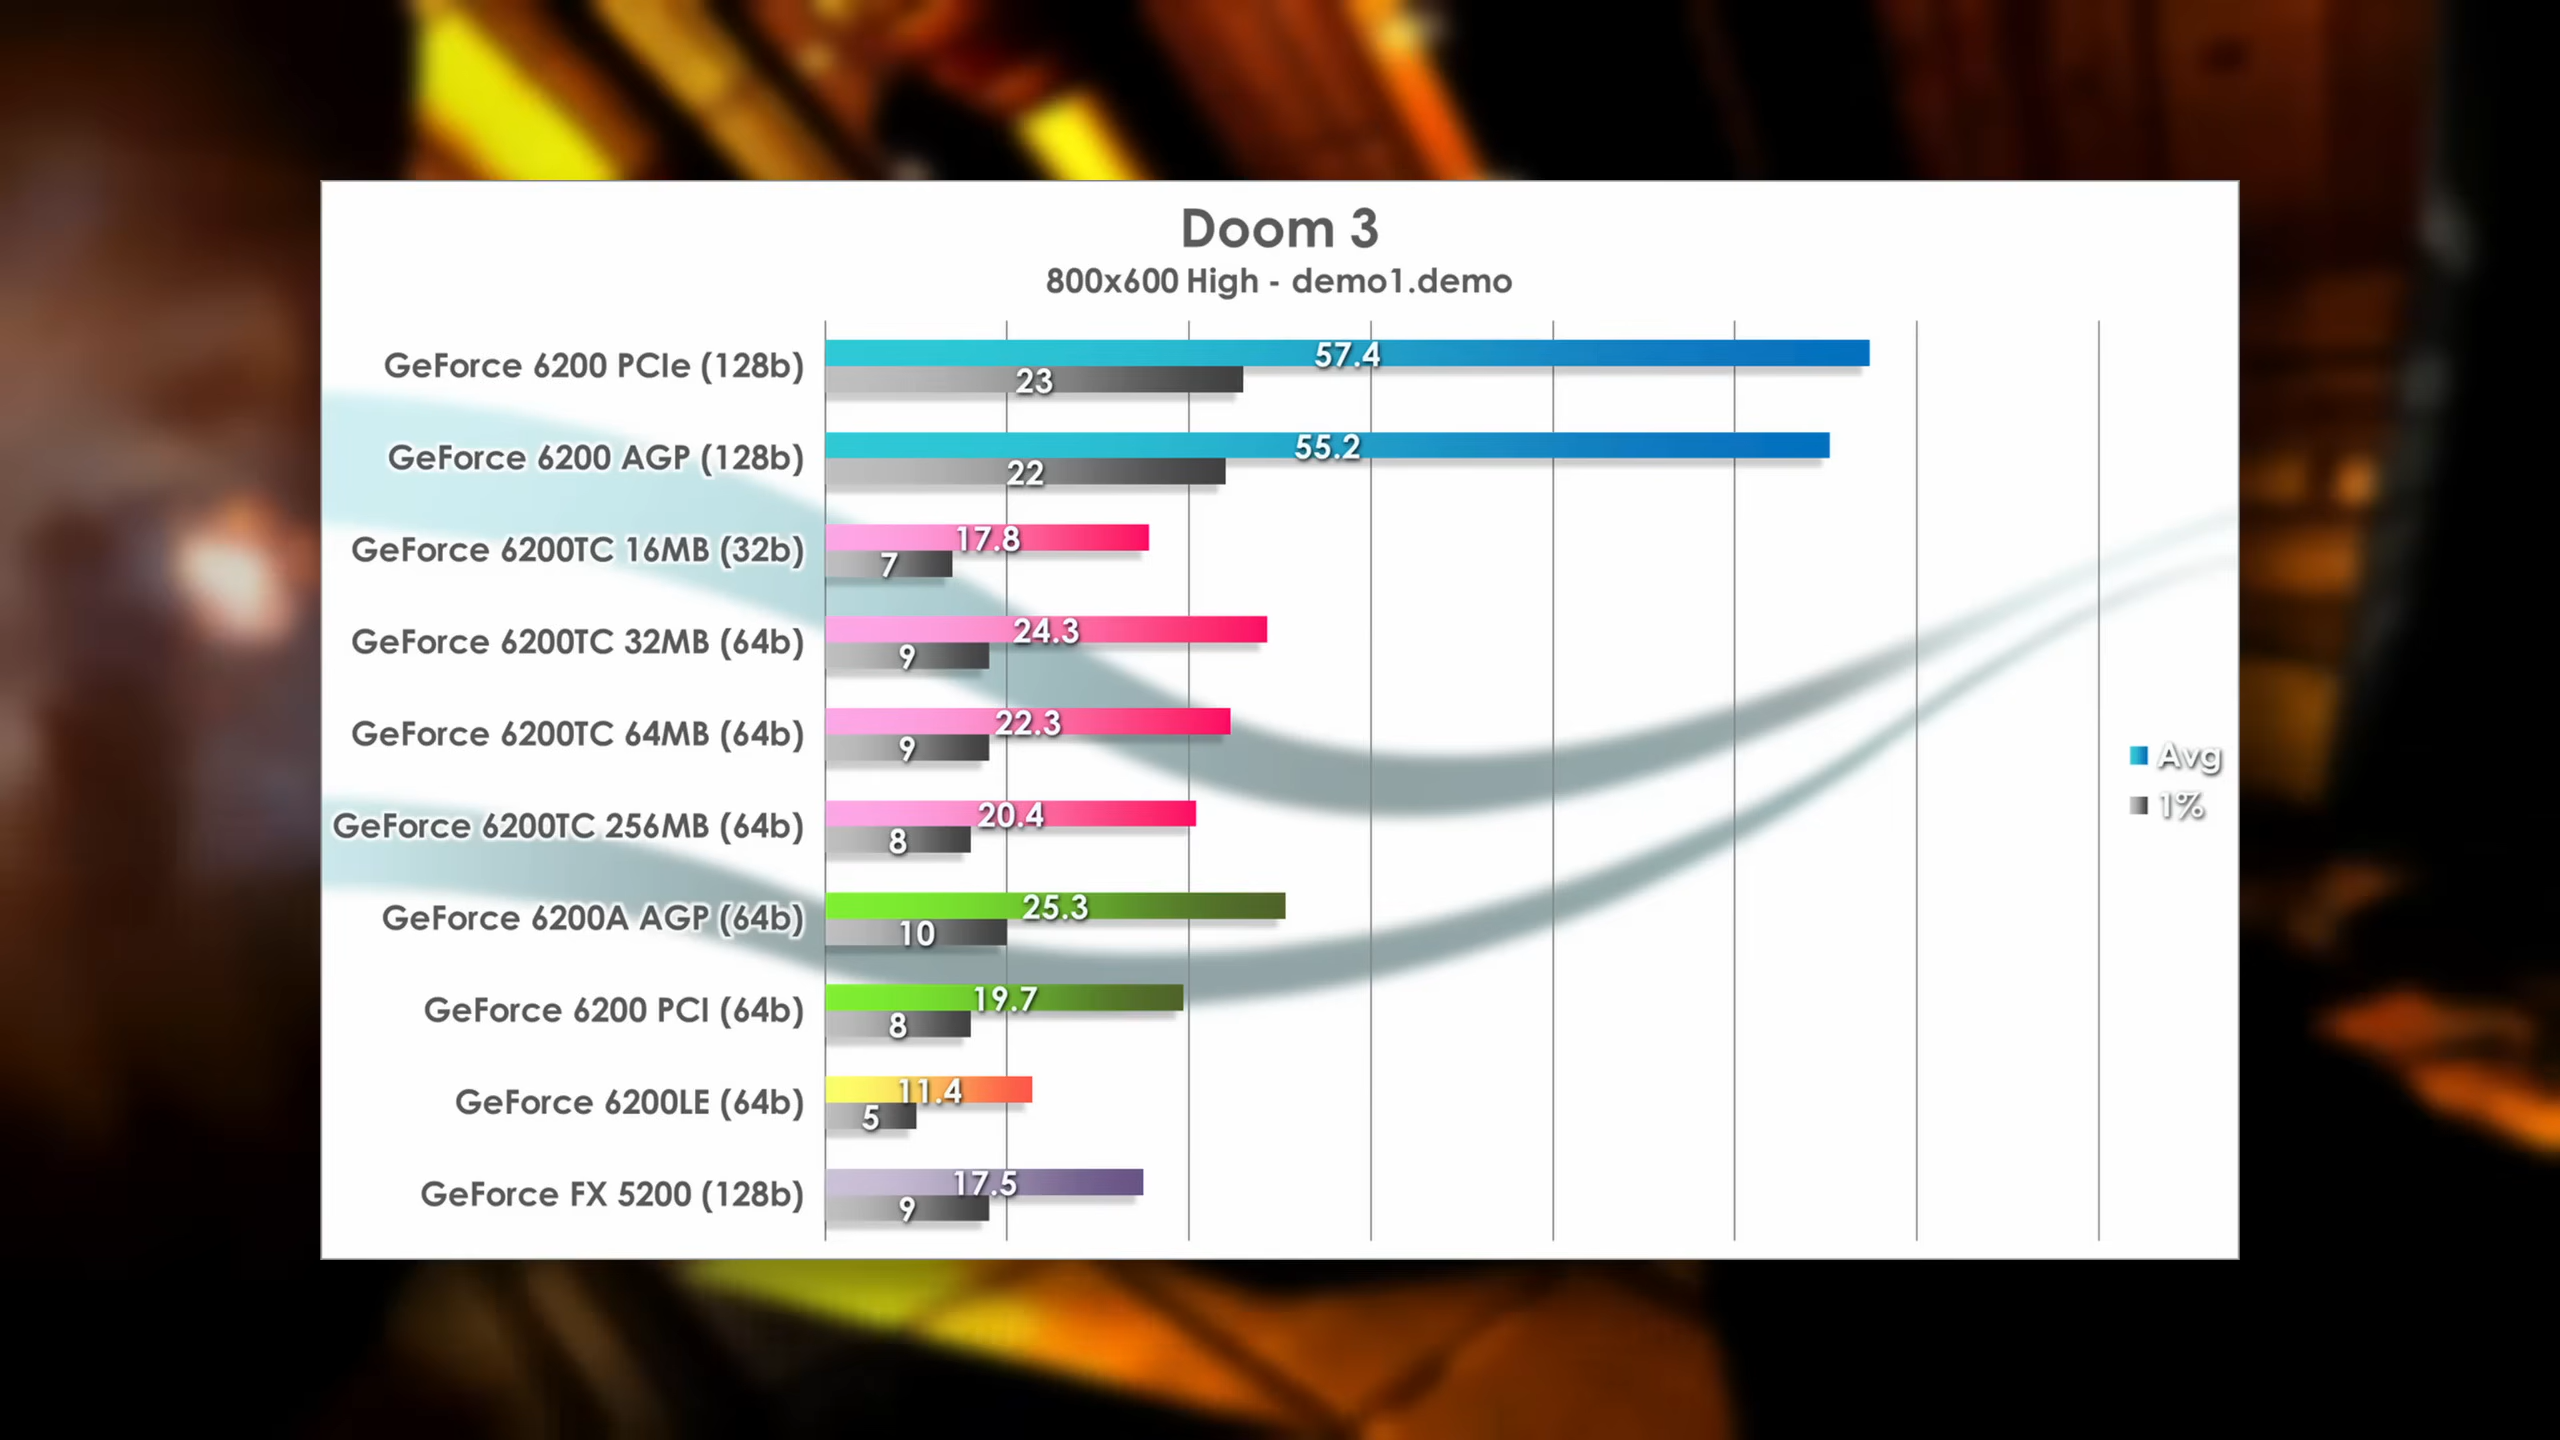 Doom 3
800x600 High - demo1.demo
GeForce 6200 PCIe (128b)
57.4
23
GeForce 6200 AGP (128b)
55.2
22
GeForce 6200TC 16MB (32b)
17.8
7
GeForce 6200TC 32MB (64b)
24.3
9
GeForce 6200TC 64MB (64b)
22.3
9
GeForce 6200TC 256MB (64b)
20.4
8
GeForce 6200A AGP (64b)
25.3
10
GeForce 6200 PCI (64b)
19.7
8
GeForce 6200LE (64b)
11.4
5
GeForce FX 5200 (128b)
17.5
9
Avg
1%